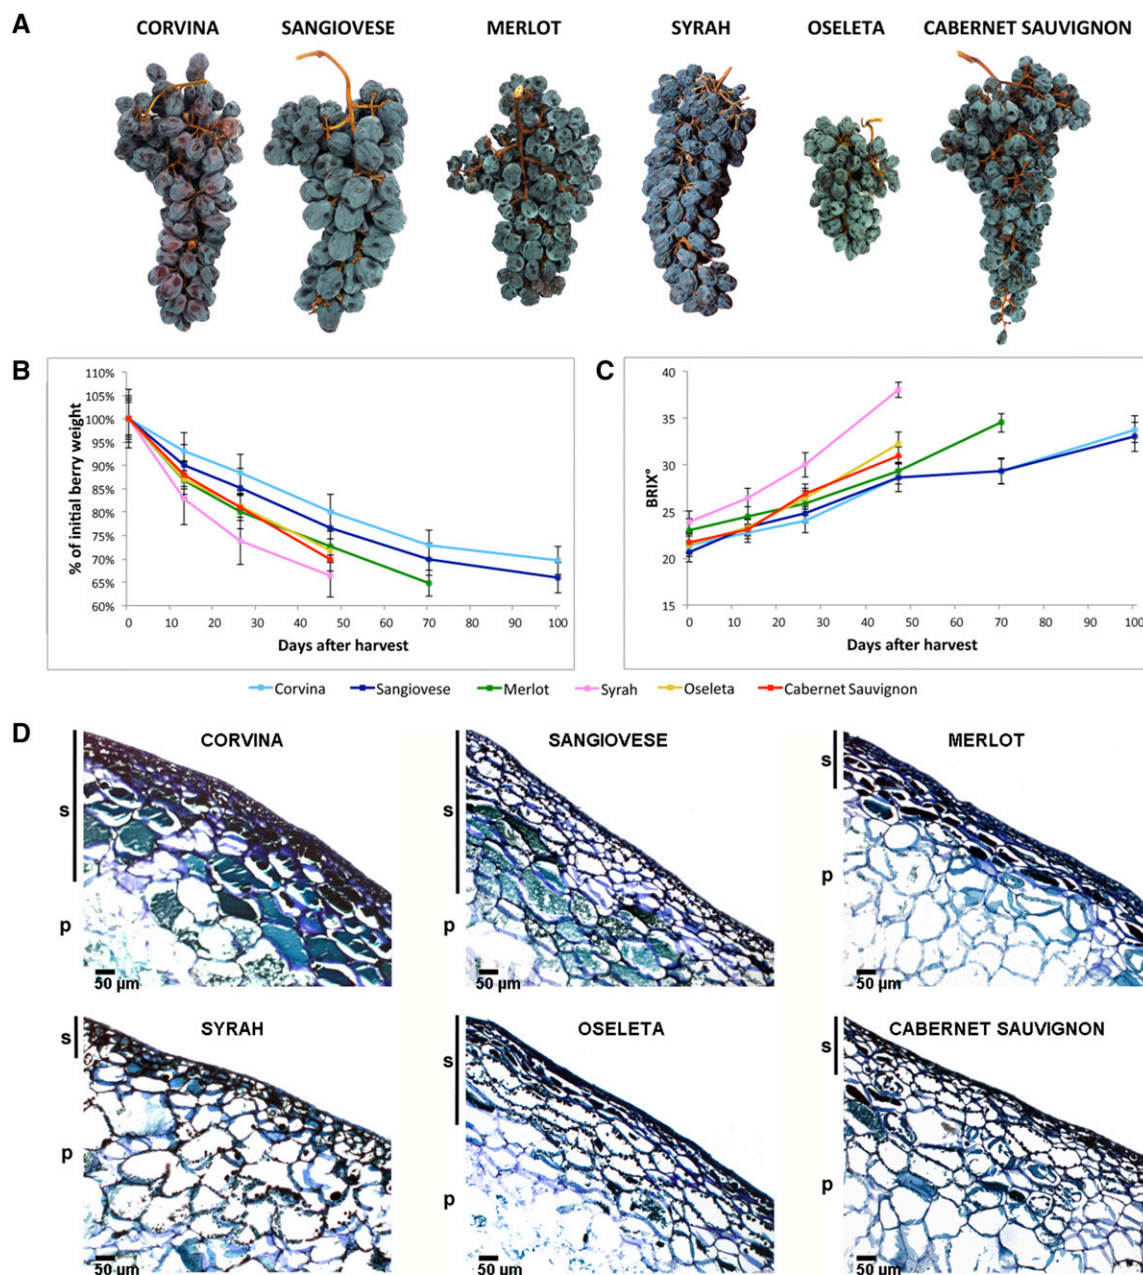 A
CORVINA SANGIOVESE MERLOT SYRAH OSELETA CABERNET SAUVIGNON
B
110%
105%
100%
95%
90%
85%
80%
75%
70%
65%
60%
% of initial berry weight
0 10 20 30 40 50 60 70 80 90 100
Days after harvest
C
40
35
30
25
20
15
BRIX°
0 10 20 30 40 50 60 70 80 90 100
Days after harvest
Corvina Sangiovese Merlot Syrah Oseleta Cabernet Sauvignon
D
CORVINA
s
p
50 µm
SANGIOVESE
s
p
50 µm
MERLOT
s
p
50 µm
SYRAH
s
p
50 µm
OSELETA
s
p
50 µm
CABERNET SAUVIGNON
s
p
50 µm